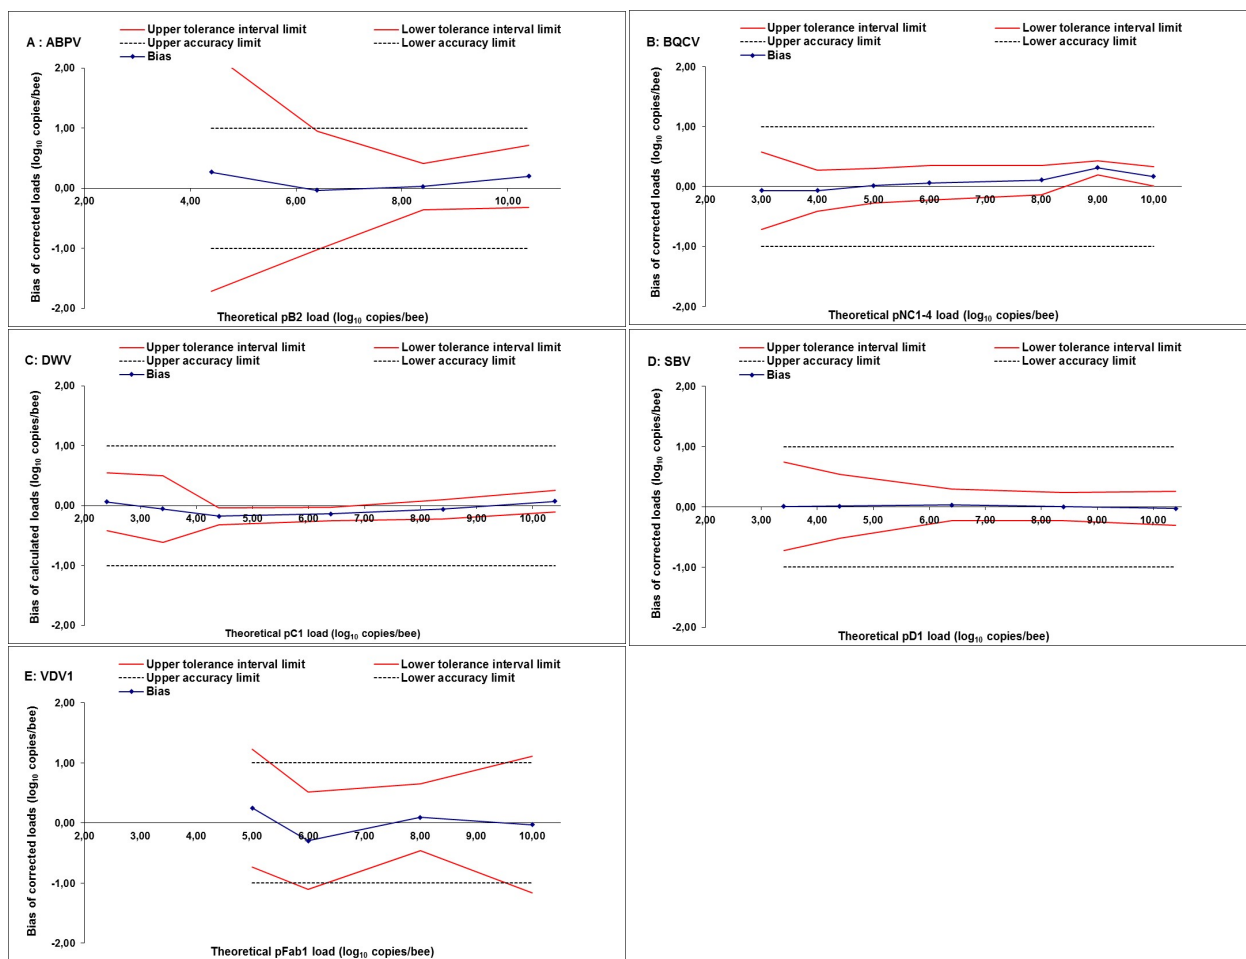 A : ABPV
Upper tolerance interval limit
Lower tolerance interval limit
Upper accuracy limit
Lower accuracy limit
Bias
Bias of corrected loads (log10 copies/bee)
2,00
1,00
0,00
-1,00
-2,00
2,00 4,00 6,00 8,00 10,00
Theoretical pB2 load (log10 copies/bee)
B: BQCV
Upper tolerance interval limit
Lower tolerance interval limit
Upper accuracy limit
Lower accuracy limit
Bias
Bias of corrected loads (log10 copies/bee)
2,00
1,00
0,00
-1,00
-2,00
2,00 3,00 4,00 5,00 6,00 7,00 8,00 9,00 10,00
Theoretical pNC1-4 load (log10 copies/bee)
C: DWV
Upper tolerance interval limit
Lower tolerance interval limit
Upper accuracy limit
Lower accuracy limit
Bias
Bias of calculated loads (log10 copies/bee)
2,00
1,00
0,00
-1,00
-2,00
2,00 3,00 4,00 5,00 6,00 7,00 8,00 9,00 10,00
Theoretical pC1 load (log10 copies/bee)
D: SBV
Upper tolerance interval limit
Lower tolerance interval limit
Upper accuracy limit
Lower accuracy limit
Bias
Bias of corrected loads (log10 copies/bee)
2,00
1,00
0,00
-1,00
-2,00
2,00 3,00 4,00 5,00 6,00 7,00 8,00 9,00 10,00
Theoretical pD1 load (log10 copies/bee)
E: VDV1
Upper tolerance interval limit
Lower tolerance interval limit
Upper accuracy limit
Lower accuracy limit
Bias
Bias of corrected loads (log10 copies/bee)
2,00
1,00
0,00
-1,00
-2,00
2,00 3,00 4,00 5,00 6,00 7,00 8,00 9,00 10,00
Theoretical pFab1 load (log10 copies/bee)